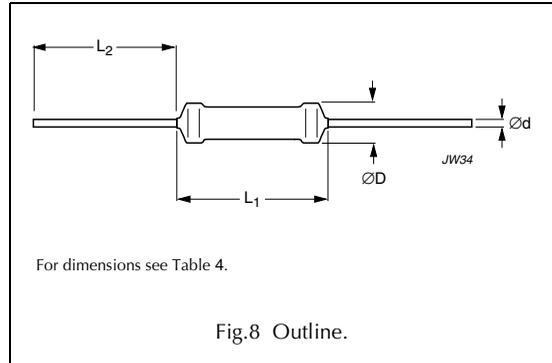 L2
Ød
JW34
ØD
L1
For dimensions see Table 4.
Fig.8 Outline.